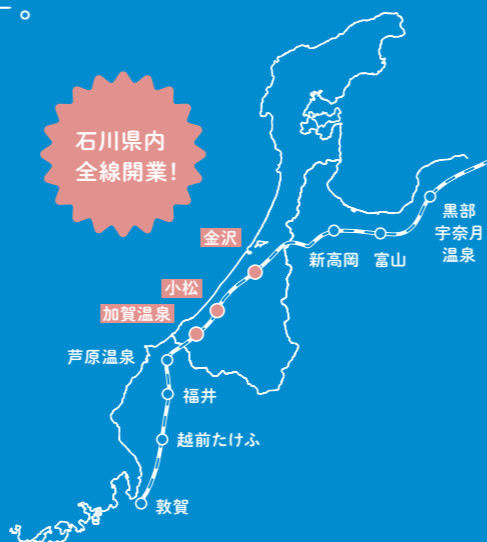 す。
石川県内
全線開業!
黒部
宇奈月
温泉
金沢
新高岡
富山
小松
加賀温泉
芦原温泉
福井
越前たけふ
敦賀